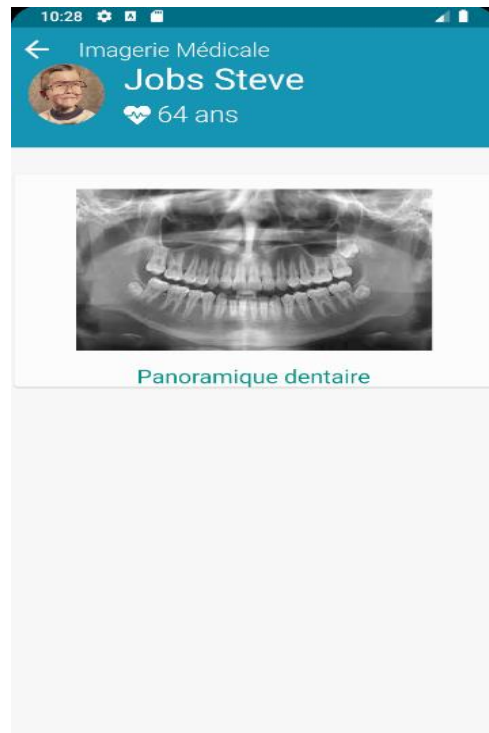 10:28
Imagerie Médicale
Jobs Steve
64 ans
Panoramique dentaire